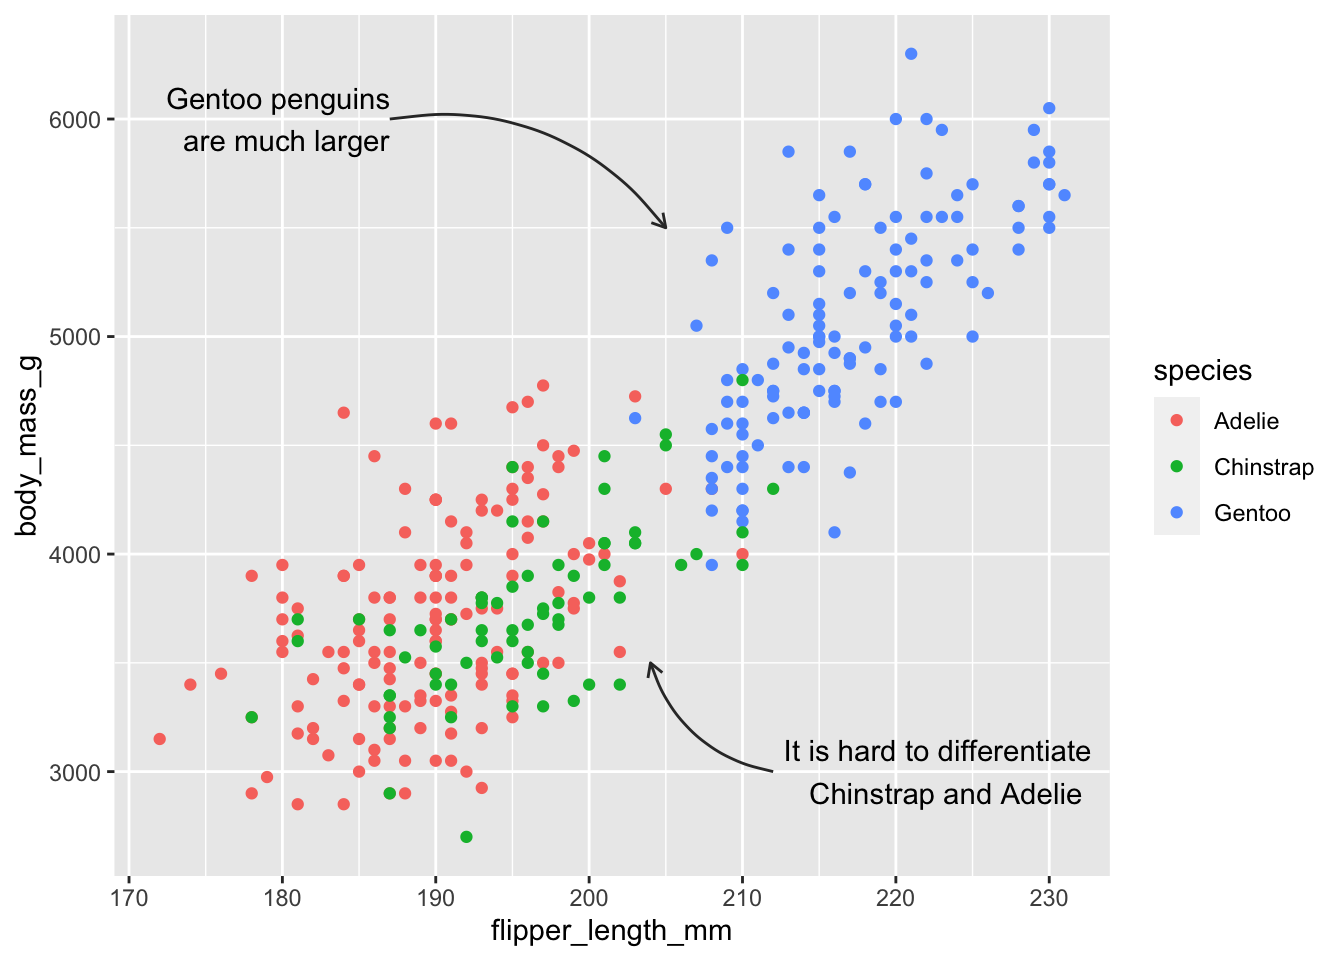 Gentoo penguins
are much larger
6000
5000
4000
3000
body_mass_g
It is hard to differentiate
Chinstrap and Adelie
170 180 190 200 210 220 230
flipper_length_mm
species
Adelie
Chinstrap
Gentoo